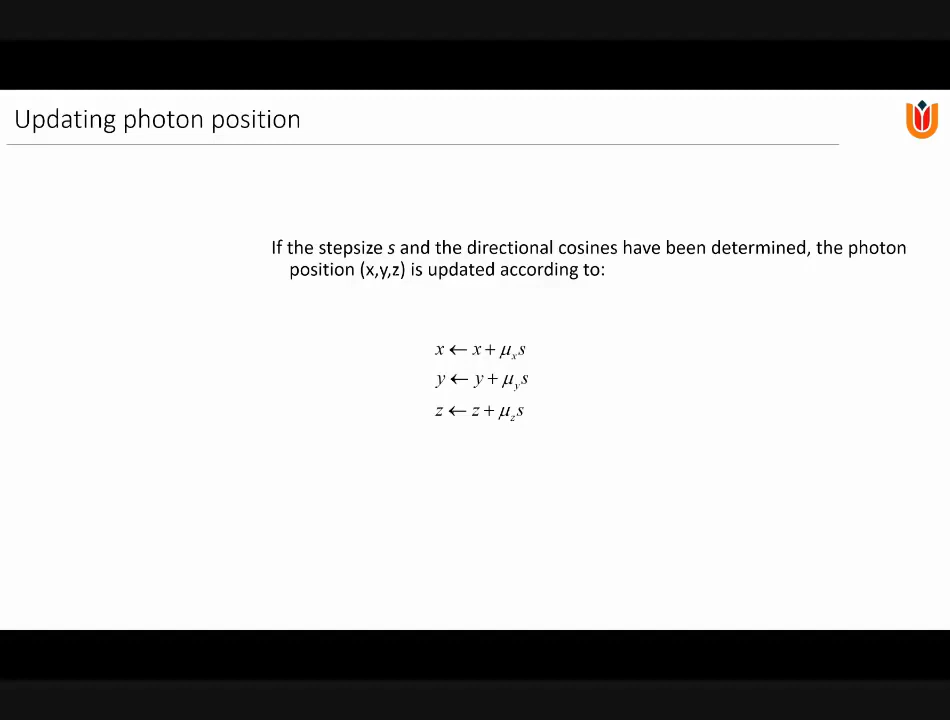 Updating photon position
If the stepsize s and the directional cosines have been determined, the photon
position (x,y,z) is updated according to:
x ← x + μₓs
y ← y + μ_y s
z ← z + μ_z s